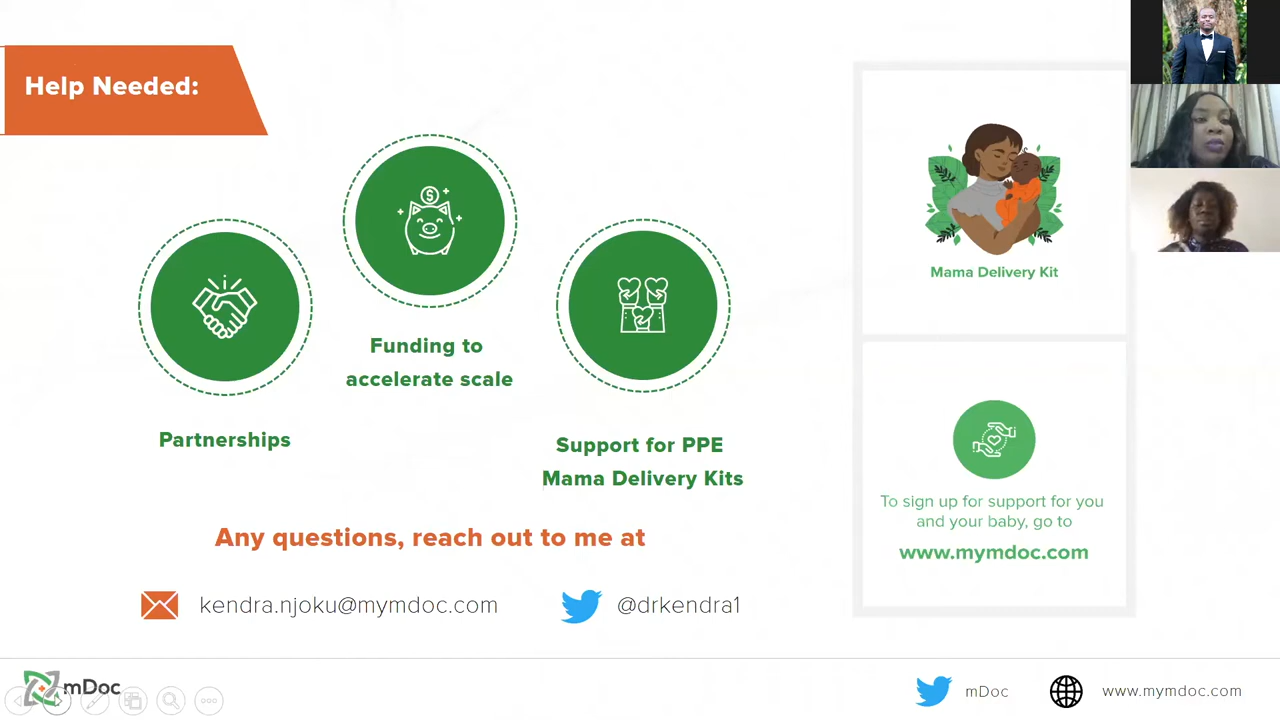 Help Needed:
Funding to
accelerate scale
Partnerships
Support for PPE
Mama Delivery Kits
Any questions, reach out to me at
kendra.njoku@mymdoc.com
@drkendra1
Mama Delivery Kit
To sign up for support for you
and your baby, go to
www.mymdoc.com
mDoc
mDoc
www.mymdoc.com